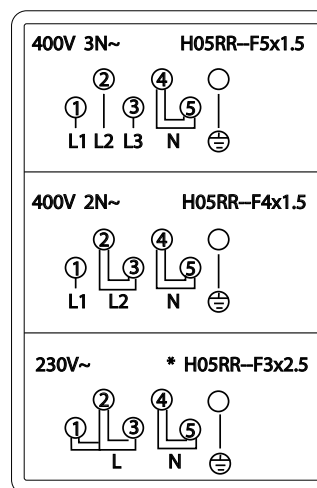 400V 3N~ H05RR--F5x1.5
2 4
1 3 5
L1 L2 L3 N
400V 2N~ H05RR--F4x1.5
2 4
1 3 5
L1 L2 N
230V~ * H05RR--F3x2.5
2 4
1 3 5
L N